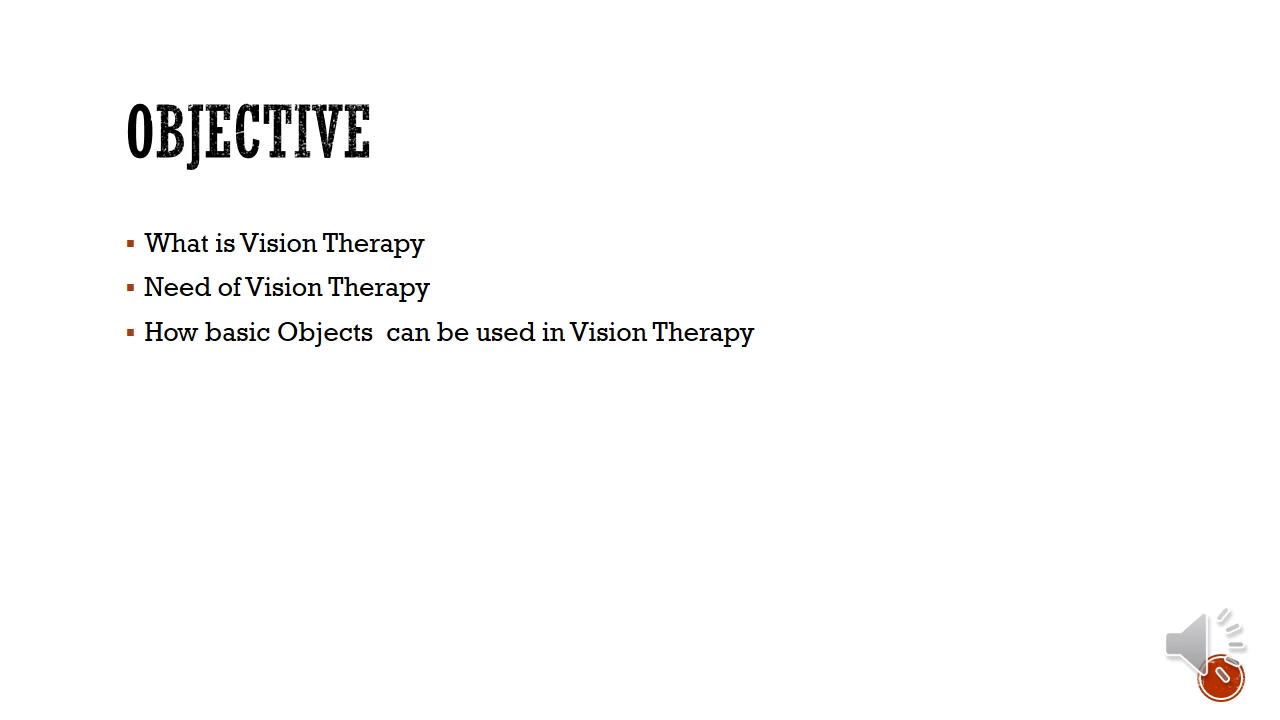 OBJECTIVE
▪ What is Vision Therapy
▪ Need of Vision Therapy
▪ How basic Objects  can be used in Vision Therapy